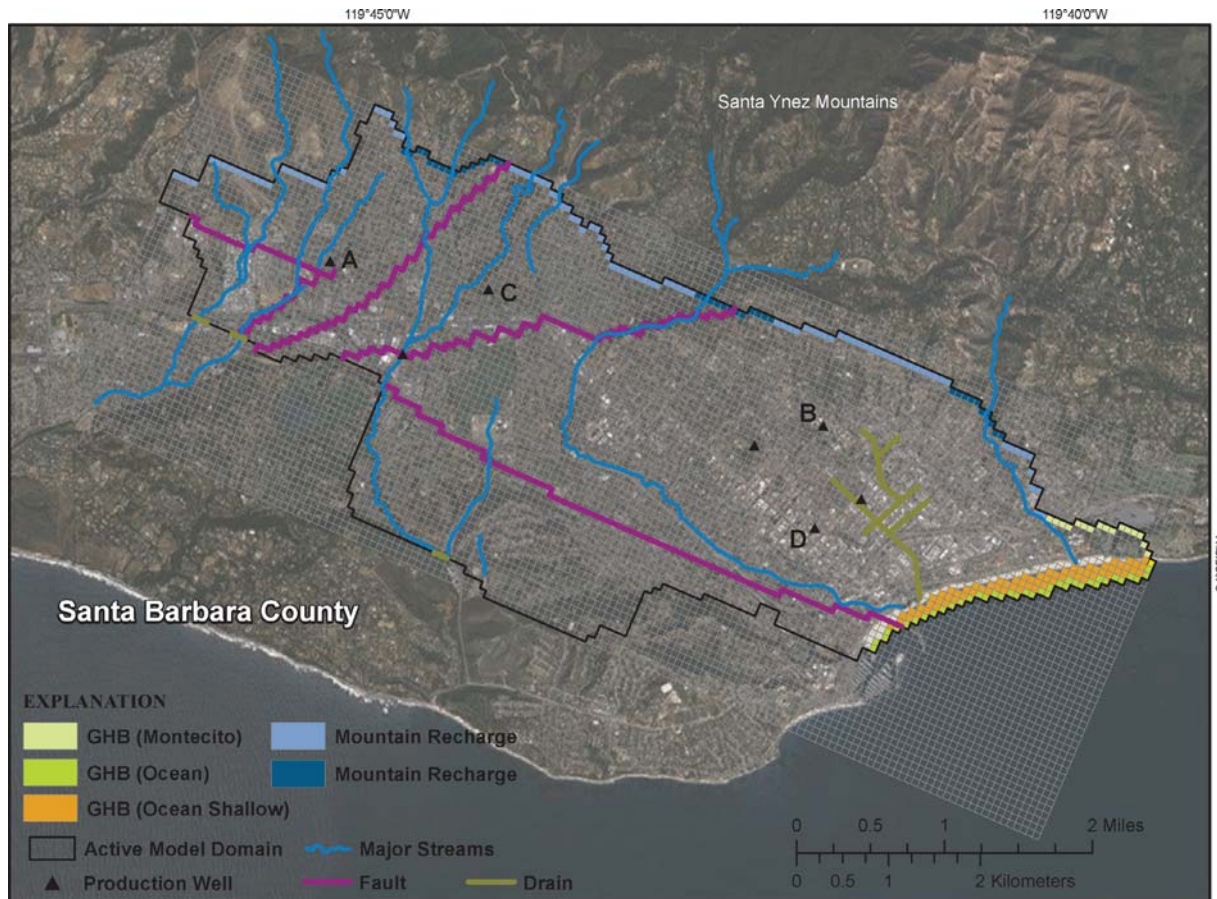 119°45'0"W
119°40'0"W
Santa Ynez Mountains
A
C
B
D
Santa Barbara County
EXPLANATION
GHB (Montecito)
Mountain Recharge
GHB (Ocean)
Mountain Recharge
GHB (Ocean Shallow)
Active Model Domain
Major Streams
Production Well
Fault
Drain
0 0.5 1 2 Miles
0 0.5 1 2 Kilometers